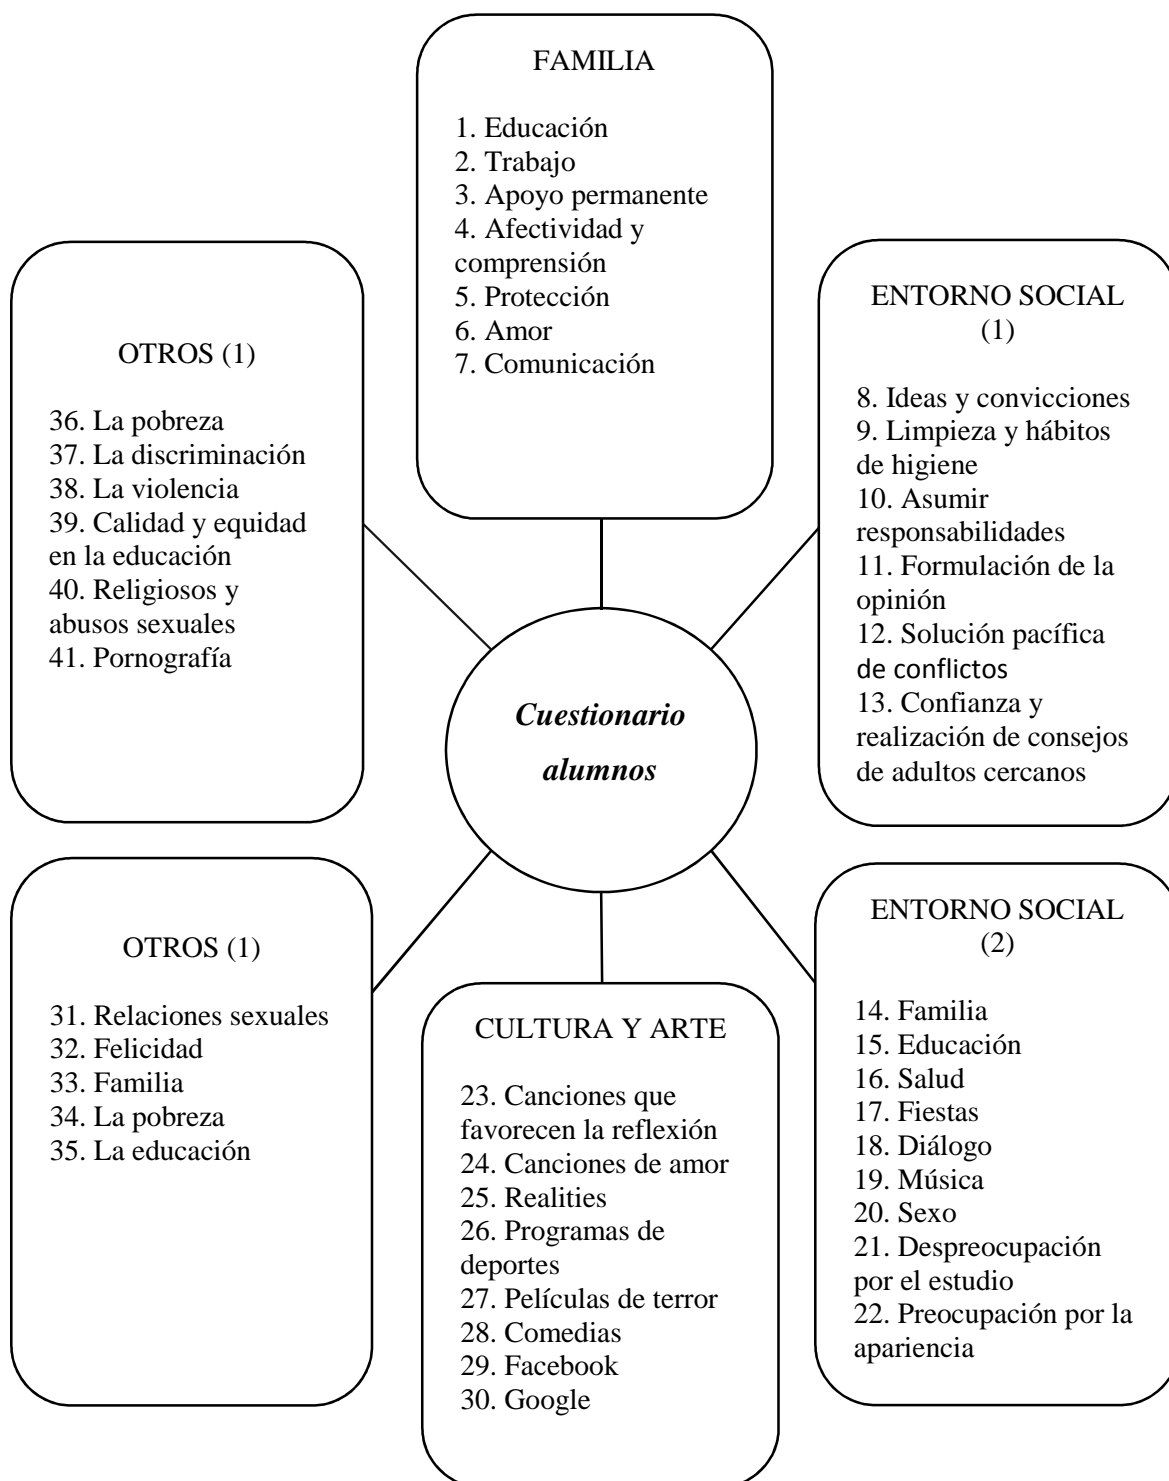 FAMILIA
1. Educación
2. Trabajo
3. Apoyo permanente
4. Afectividad y
comprensión
5. Protección
6. Amor
7. Comunicación
ENTORNO SOCIAL
(1)
8. Ideas y convicciones
9. Limpieza y hábitos
de higiene
10. Asumir
responsabilidades
11. Formulación de la
opinión
12. Solución pacífica
de conflictos
13. Confianza y
realización de consejos
de adultos cercanos
ENTORNO SOCIAL
(2)
14. Familia
15. Educación
16. Salud
17. Fiestas
18. Diálogo
19. Música
20. Sexo
21. Despreocupación
por el estudio
22. Preocupación por la
apariencia
CULTURA Y ARTE
23. Canciones que
favorecen la reflexión
24. Canciones de amor
25. Realities
26. Programas de
deportes
27. Películas de terror
28. Comedias
29. Facebook
30. Google
OTROS (1)
31. Relaciones sexuales
32. Felicidad
33. Familia
34. La pobreza
35. La educación
OTROS (1)
36. La pobreza
37. La discriminación
38. La violencia
39. Calidad y equidad
en la educación
40. Religiosos y
abusos sexuales
41. Pornografía
Cuestionario
alumnos